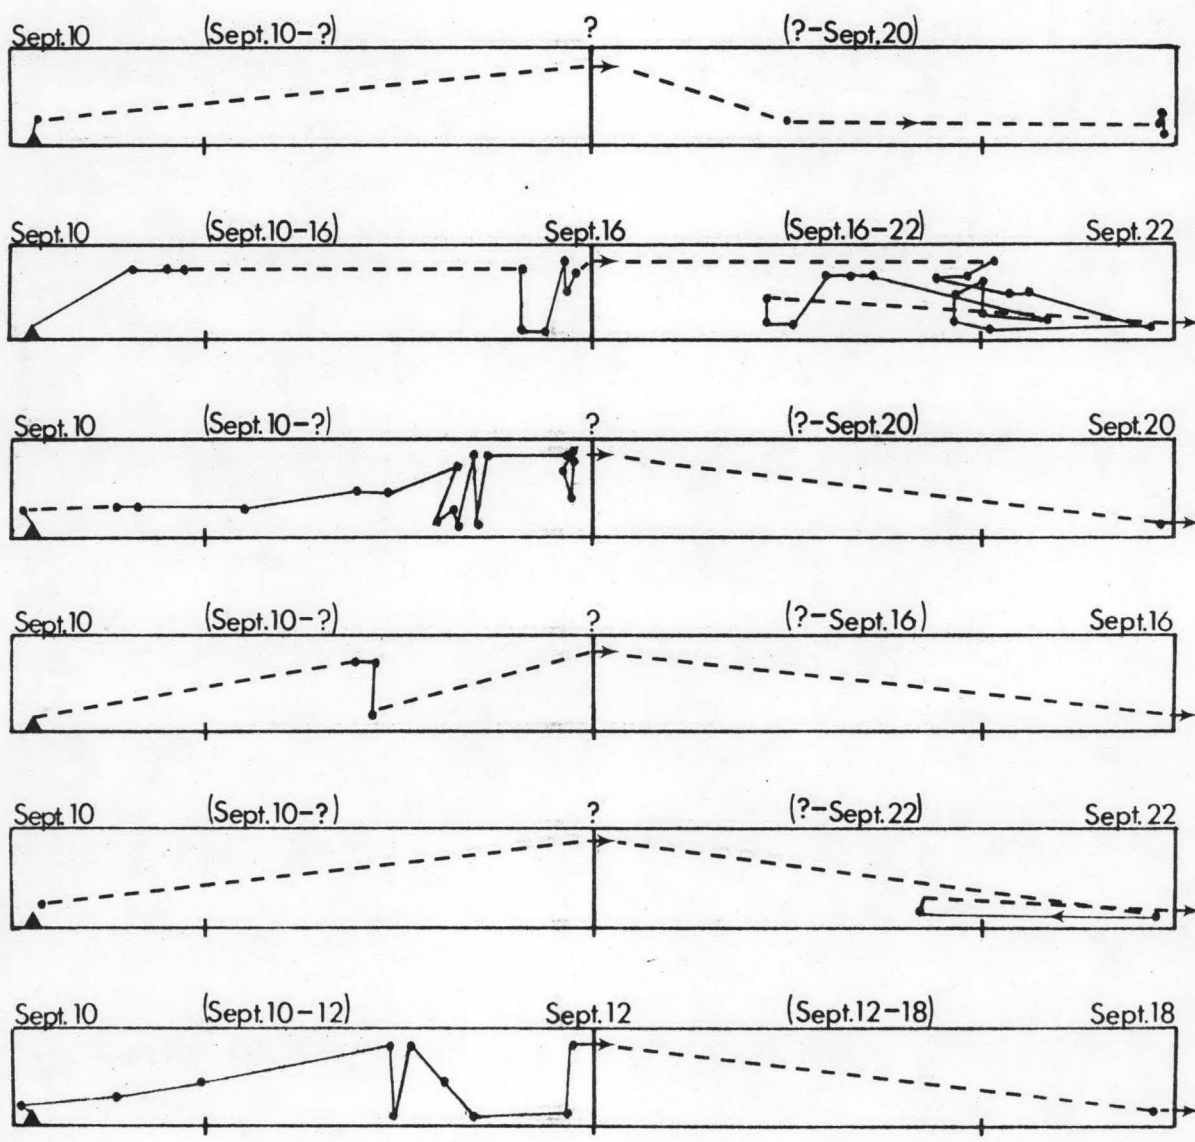 Sept.10 (Sept.10-?) ? (?-Sept.20)
Sept.10 (Sept.10-16) Sept.16 (Sept.16-22) Sept.22
Sept.10 (Sept.10-?) ? (?-Sept.20) Sept.20
Sept.10 (Sept.10-?) ? (?-Sept.16) Sept.16
Sept.10 (Sept.10-?) ? (?-Sept.22) Sept.22
Sept.10 (Sept.10-12) Sept.12 (Sept.12-18) Sept.18